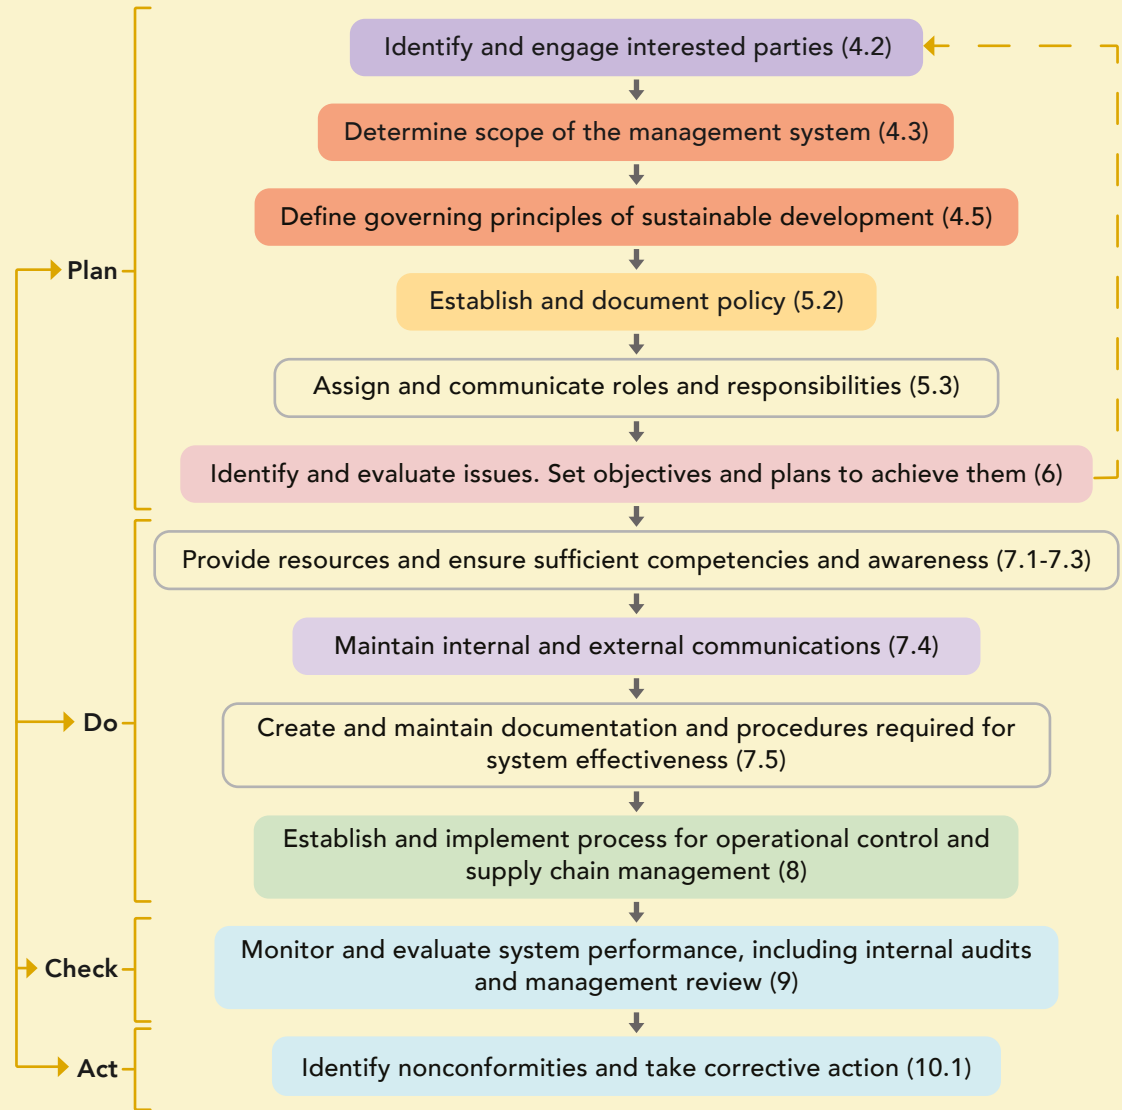 Identify and engage interested parties (4.2)
Determine scope of the management system (4.3)
Define governing principles of sustainable development (4.5)
Plan
Establish and document policy (5.2)
Assign and communicate roles and responsibilities (5.3)
Identify and evaluate issues. Set objectives and plans to achieve them (6)
Provide resources and ensure sufficient competencies and awareness (7.1-7.3)
Maintain internal and external communications (7.4)
Do
Create and maintain documentation and procedures required for
system effectiveness (7.5)
Establish and implement process for operational control and
supply chain management (8)
Check
Monitor and evaluate system performance, including internal audits
and management review (9)
Act
Identify nonconformities and take corrective action (10.1)